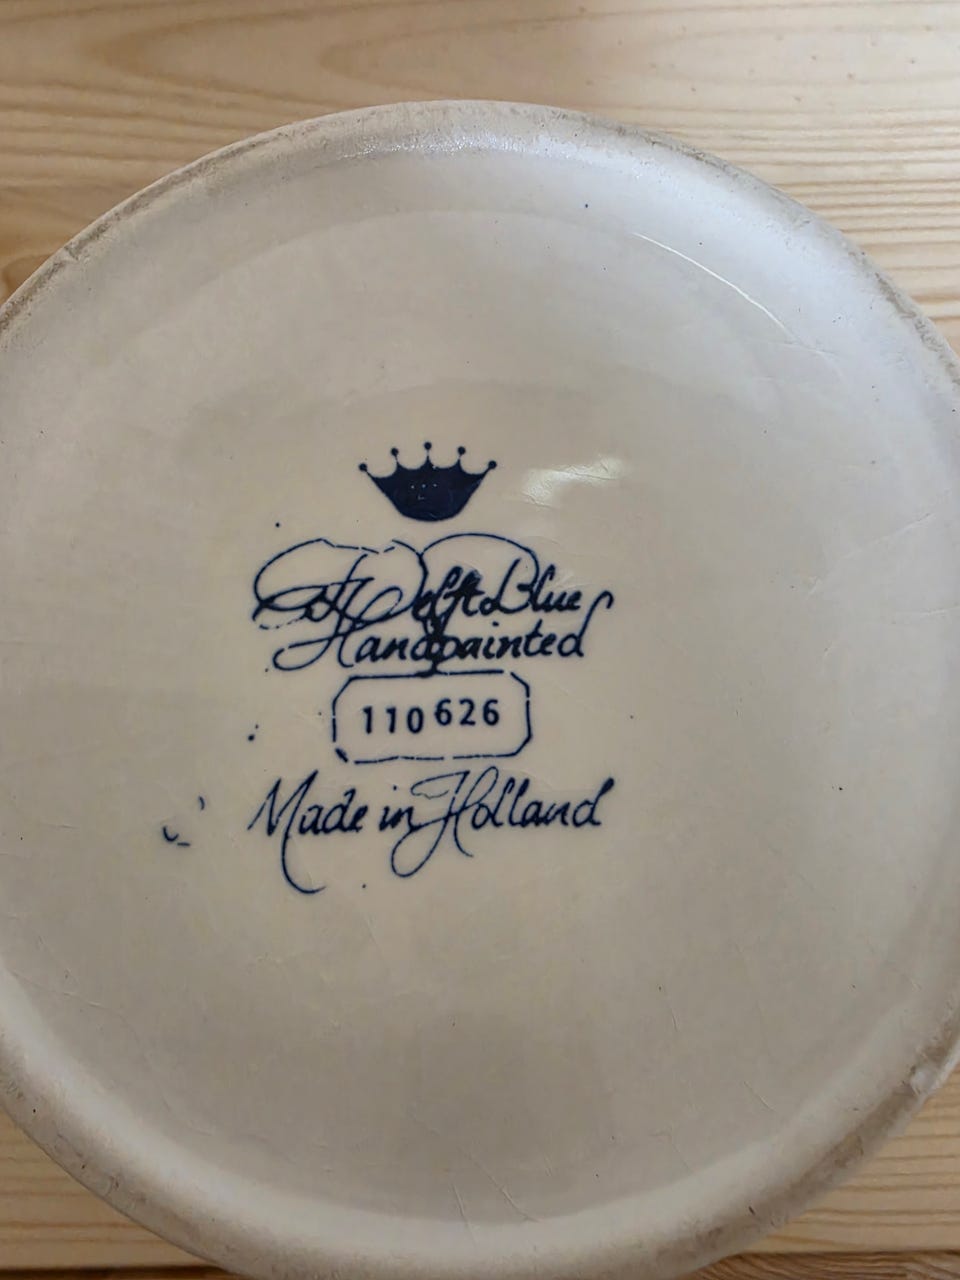 Delft Blue
Handpainted
110626
Made in Holland